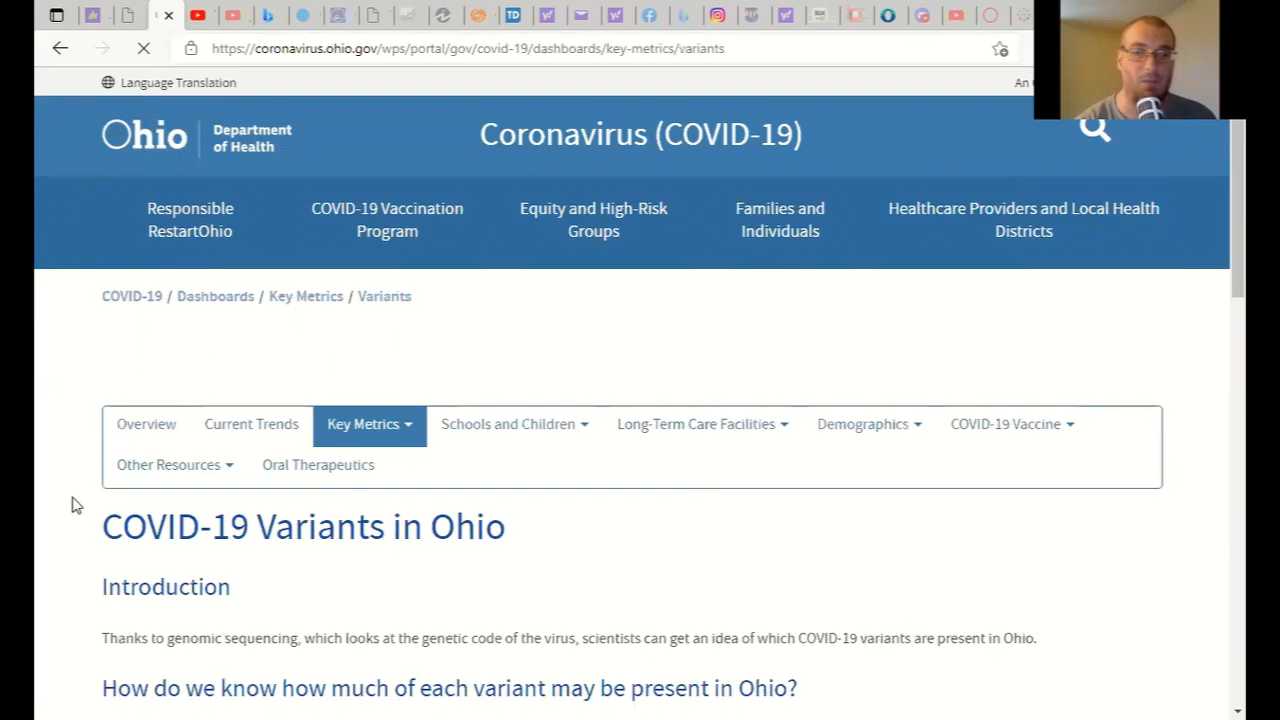 https://coronavirus.ohio.gov/wps/portal/gov/covid-19/dashboards/key-metrics/variants
Language Translation
An
Ohio Department of Health
Coronavirus (COVID-19)
Responsible RestartOhio
COVID-19 Vaccination Program
Equity and High-Risk Groups
Families and Individuals
Healthcare Providers and Local Health Districts
COVID-19 / Dashboards / Key Metrics / Variants
Overview Current Trends Key Metrics Schools and Children Long-Term Care Facilities Demographics COVID-19 Vaccine
Other Resources Oral Therapeutics
COVID-19 Variants in Ohio
Introduction
Thanks to genomic sequencing, which looks at the genetic code of the virus, scientists can get an idea of which COVID-19 variants are present in Ohio.
How do we know how much of each variant may be present in Ohio?